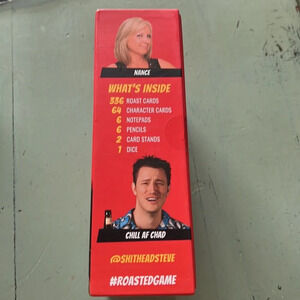 NANCE
WHAT'S INSIDE
336 ROAST CARDS
64 CHARACTER CARDS
6 NOTEPADS
6 PENCILS
2 CARD STANDS
1 DICE
CHILL AF CHAD
@SHITHEADSTEVE
#ROASTEDGAME